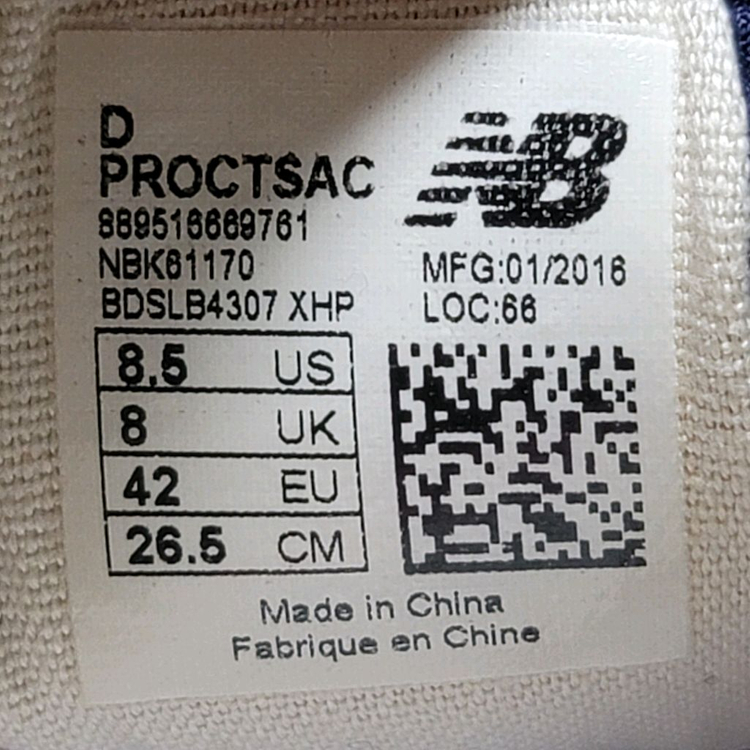 D
PROCTSAC
889516669761
NBK61170
BDSLB4307 XHP
NB
MFG:01/2016
LOC:66
8.5 US
8 UK
42 EU
26.5 CM
Made in China
Fabrique en Chine